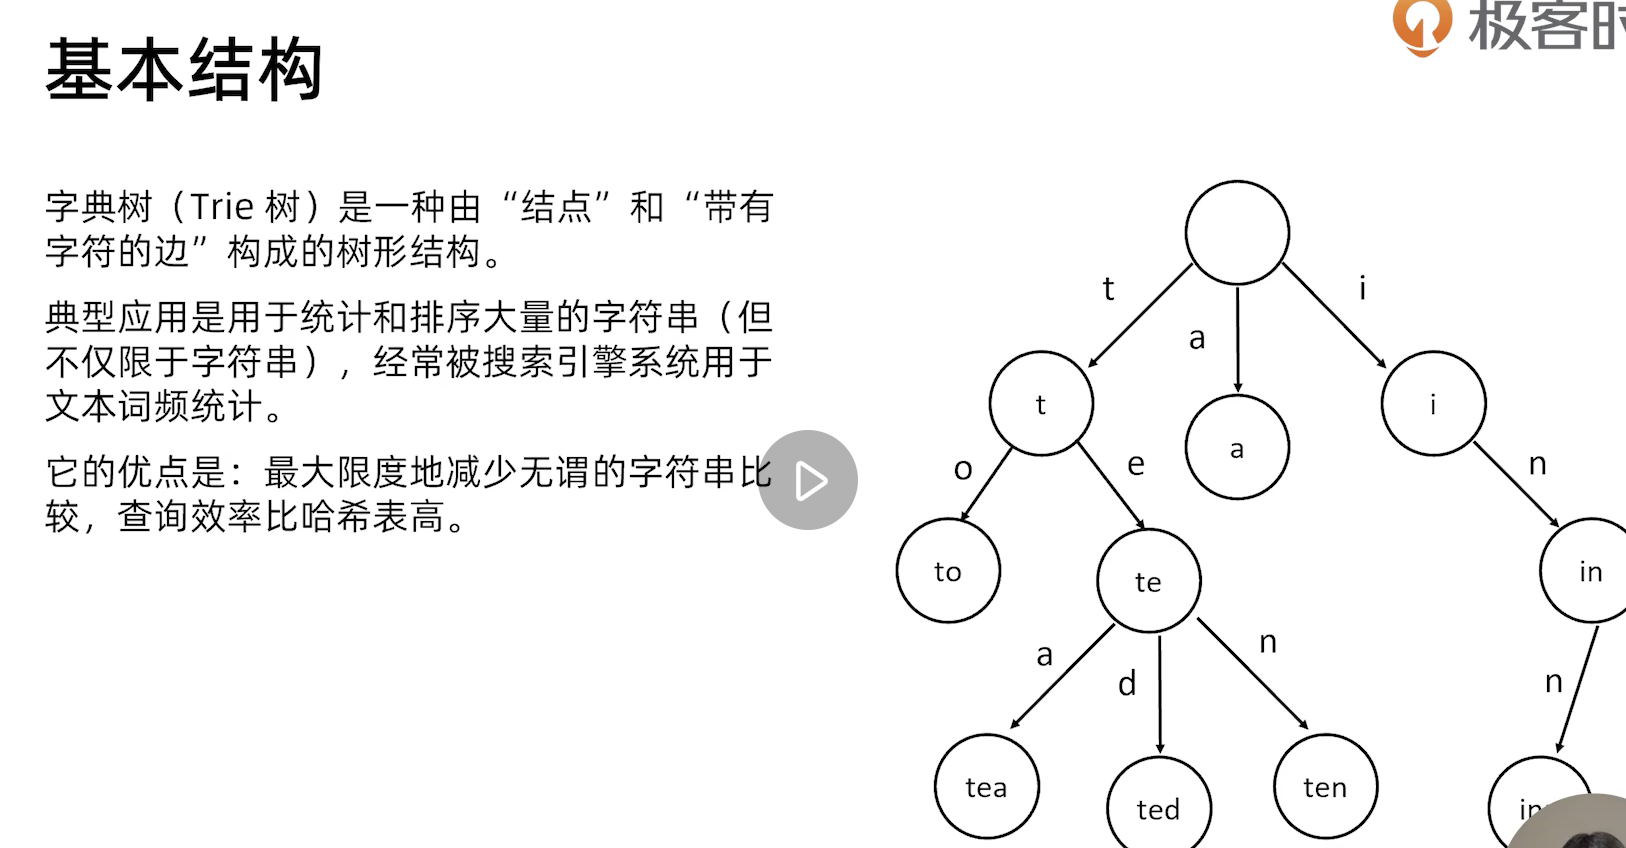 极客时
基本结构
字典树（Trie 树）是一种由“结点”和“带有
字符的边”构成的树形结构。
典型应用是用于统计和排序大量的字符串（但
不仅限于字符串），经常被搜索引擎系统用于
文本词频统计。
它的优点是：最大限度地减少无谓的字符串比
较，查询效率比哈希表高。
t
a
i
t
a
i
o
e
n
to
te
in
a
d
n
n
tea
ted
ten